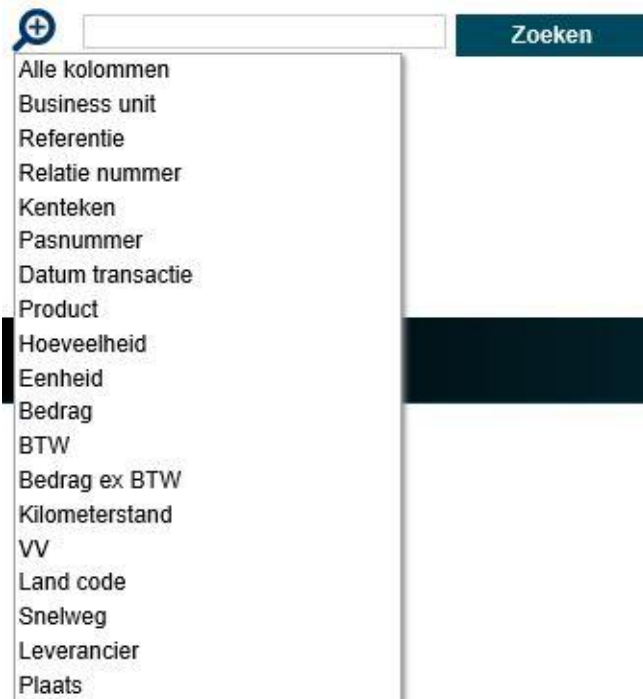 Zoeken
Alle kolommen
Business unit
Referentie
Relatie nummer
Kenteken
Pasnummer
Datum transactie
Product
Hoeveelheid
Eenheid
Bedrag
BTW
Bedrag ex BTW
Kilometerstand
VV
Land code
Snelweg
Leverancier
Plaats